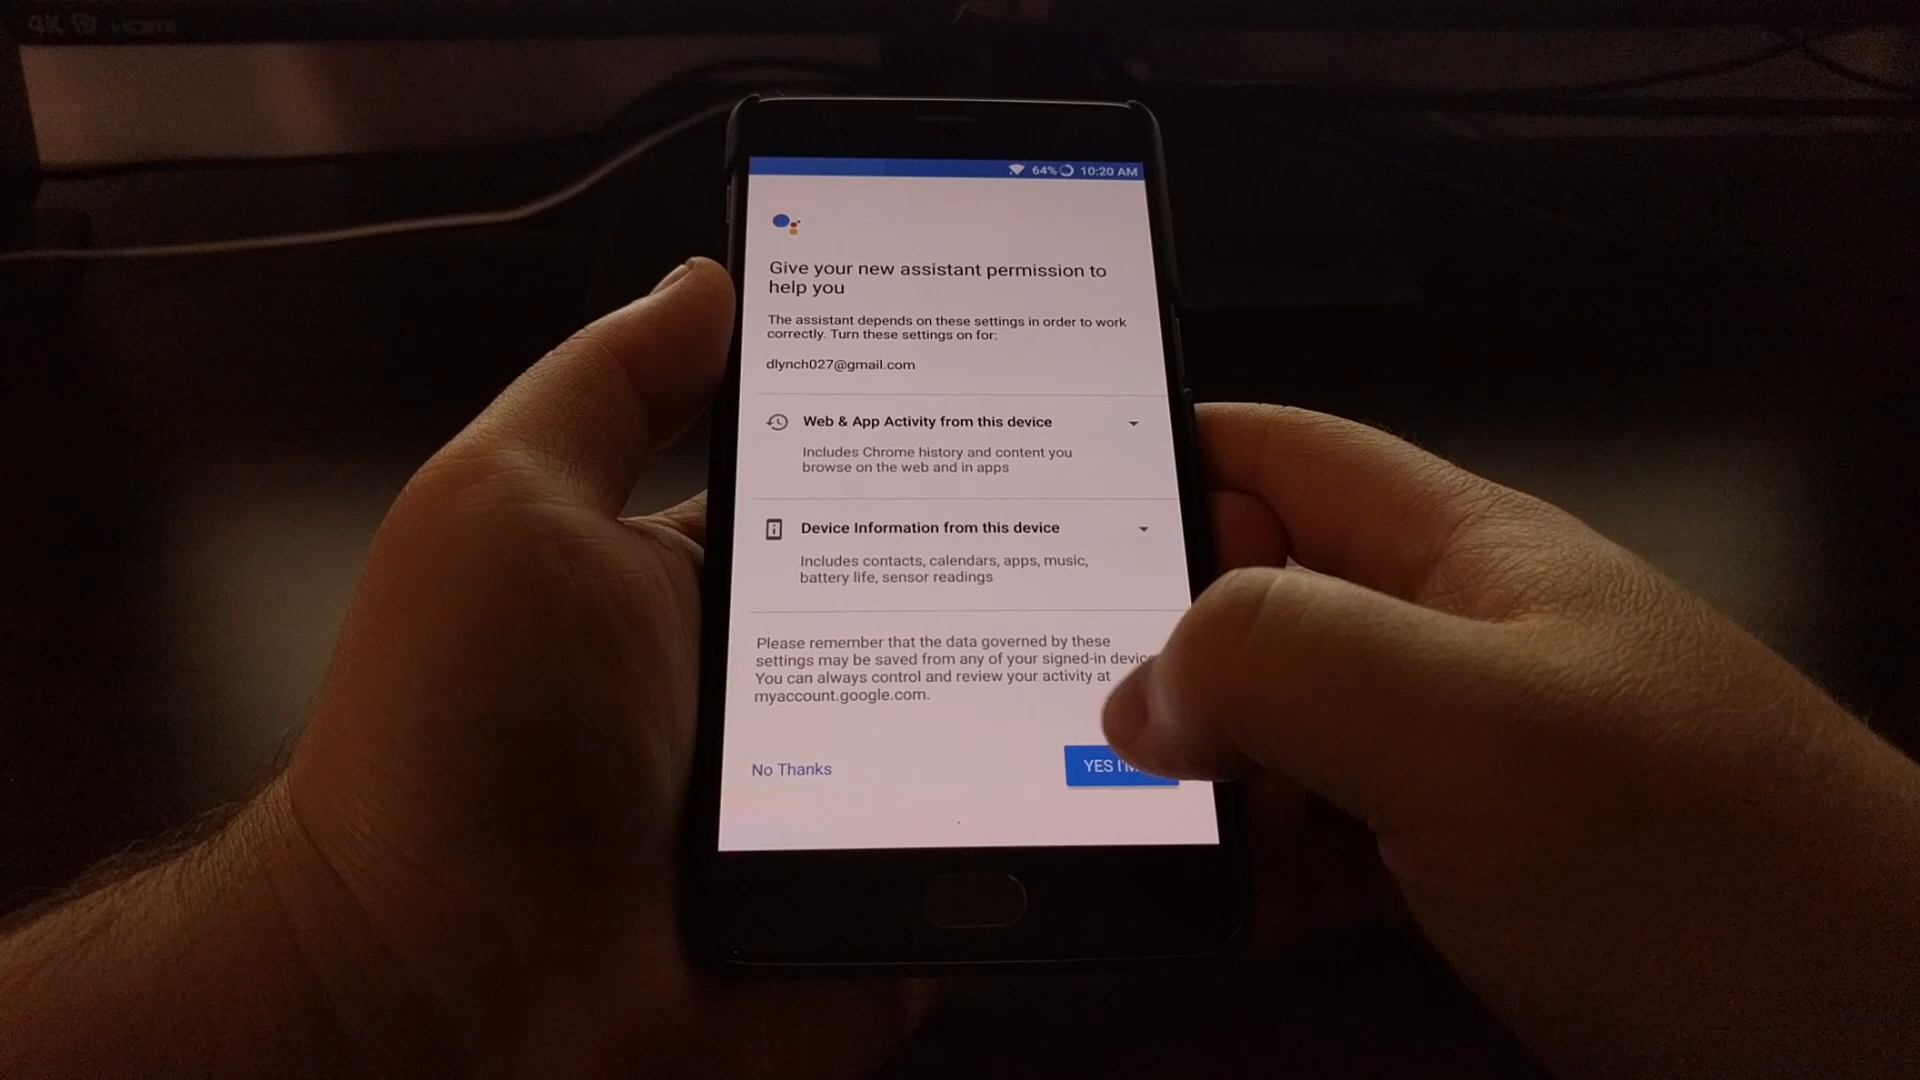 4K
64% 10:20 AM
Give your new assistant permission to
help you
The assistant depends on these settings in order to work
correctly. Turn these settings on for:
dlynch027@gmail.com
Web & App Activity from this device
Includes Chrome history and content you
browse on the web and in apps
Device Information from this device
Includes contacts, calendars, apps, music,
battery life, sensor readings
Please remember that the data governed by these
settings may be saved from any of your signed-in
You can always control and review your activity at
myaccount.google.com.
No Thanks
YES